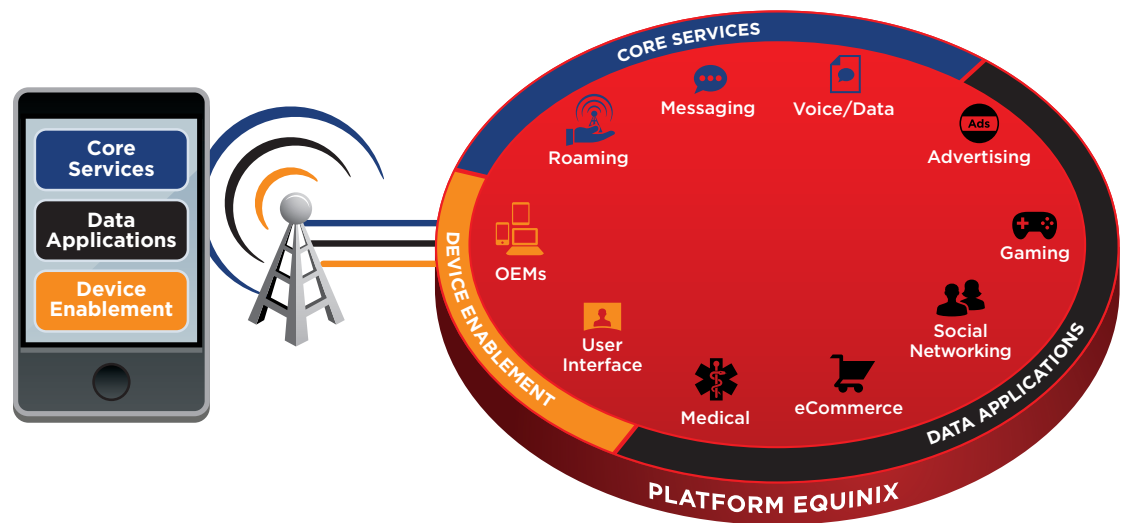 Core
Services
Data
Applications
Device
Enablement
CORE SERVICES
Roaming
Messaging
Voice/Data
DATA APPLICATIONS
Ads
Advertising
Gaming
Social
Networking
eCommerce
Medical
DEVICE ENABLEMENT
OEMs
User
Interface
PLATFORM EQUINIX